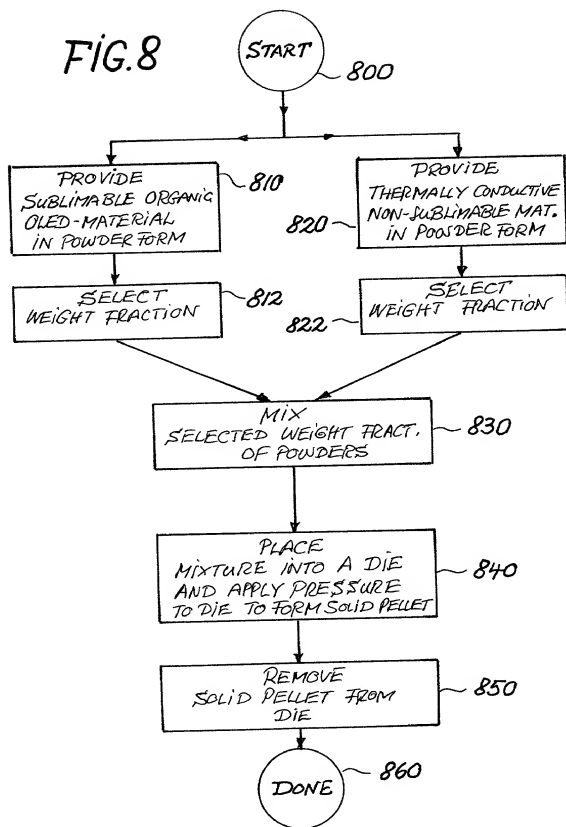 FIG.8
START
800
PROVIDE
SUBLIMABLE ORGANIC
OLED-MATERIAL
IN POWDER FORM
810
PROVIDE
THERMALLY CONDUCTIVE
NON-SUBLIMABLE MAT.
IN POWDER FORM
820
SELECT
WEIGHT FRACTION
812
SELECT
WEIGHT FRACTION
822
MIX
SELECTED WEIGHT FRACT.
OF POWDERS
830
PLACE
MIXTURE INTO A DIE
AND APPLY PRESSURE
TO DIE TO FORM SOLID PELLET
840
REMOVE
SOLID PELLET FROM
DIE
850
DONE
860